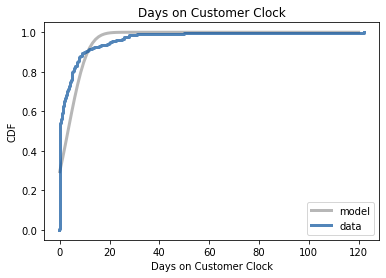 Days on Customer Clock
1.0
0.8
0.6
0.4
0.2
0.0
CDF
model
data
0 20 40 60 80 100 120
Days on Customer Clock